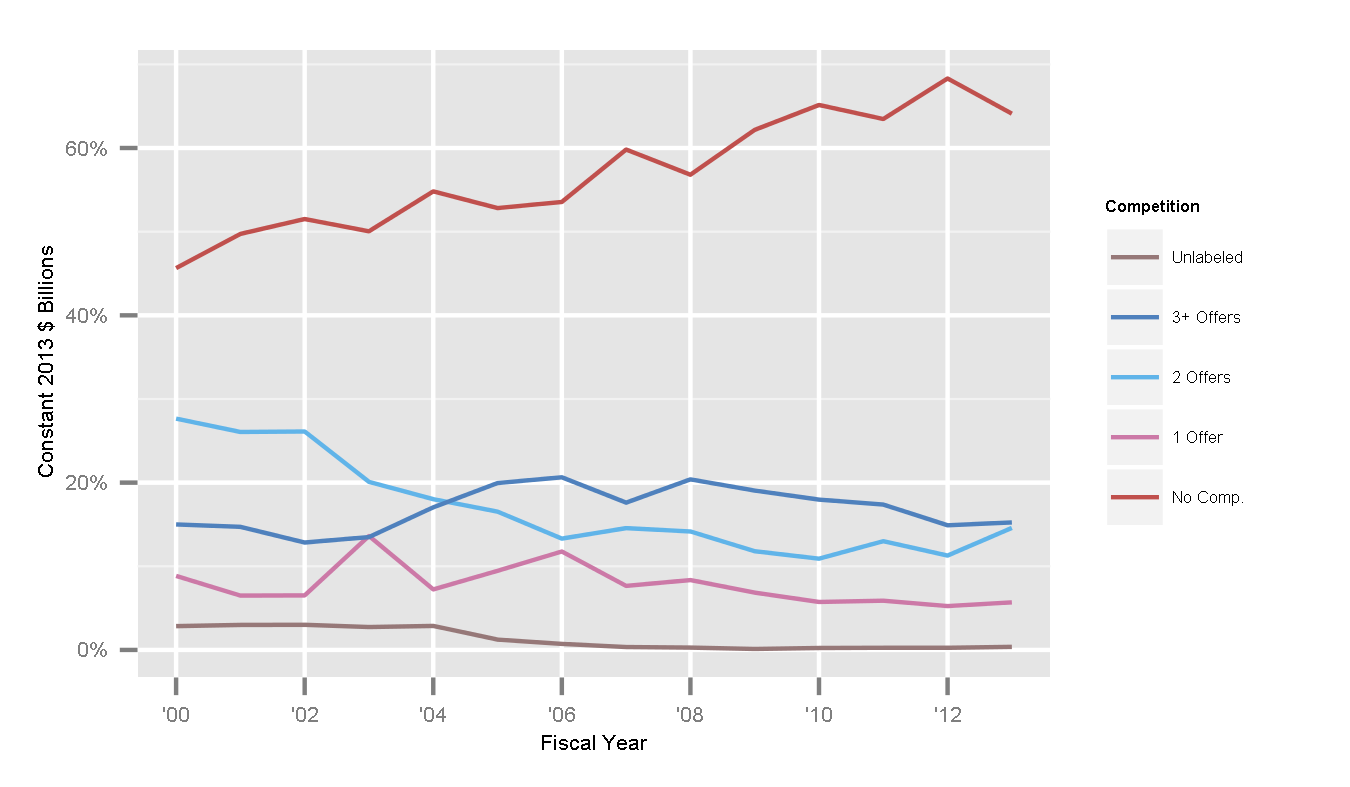 60%
40%
20%
0%
Constant 2013 $ Billions
'00 '02 '04 '06 '08 '10 '12
Fiscal Year
Competition
Unlabeled
3+ Offers
2 Offers
1 Offer
No Comp.